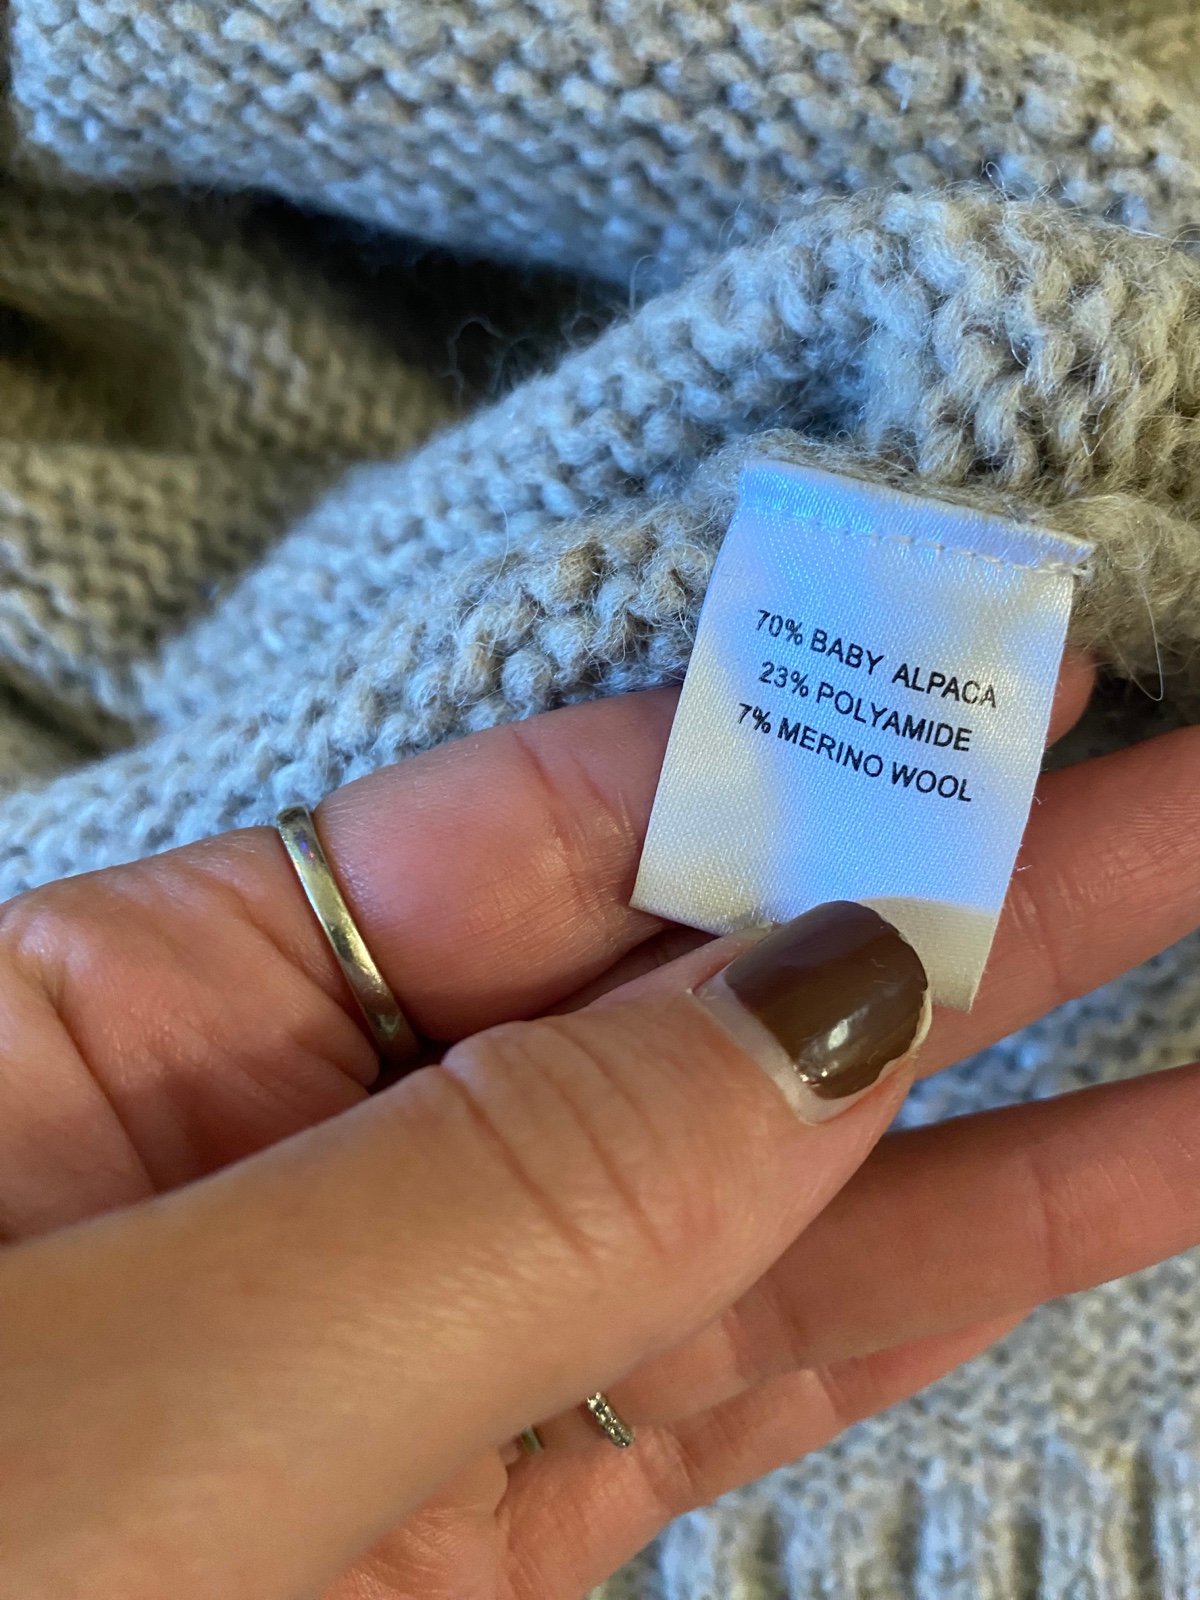 70% BABY ALPACA
23% POLYAMIDE
7% MERINO WOOL